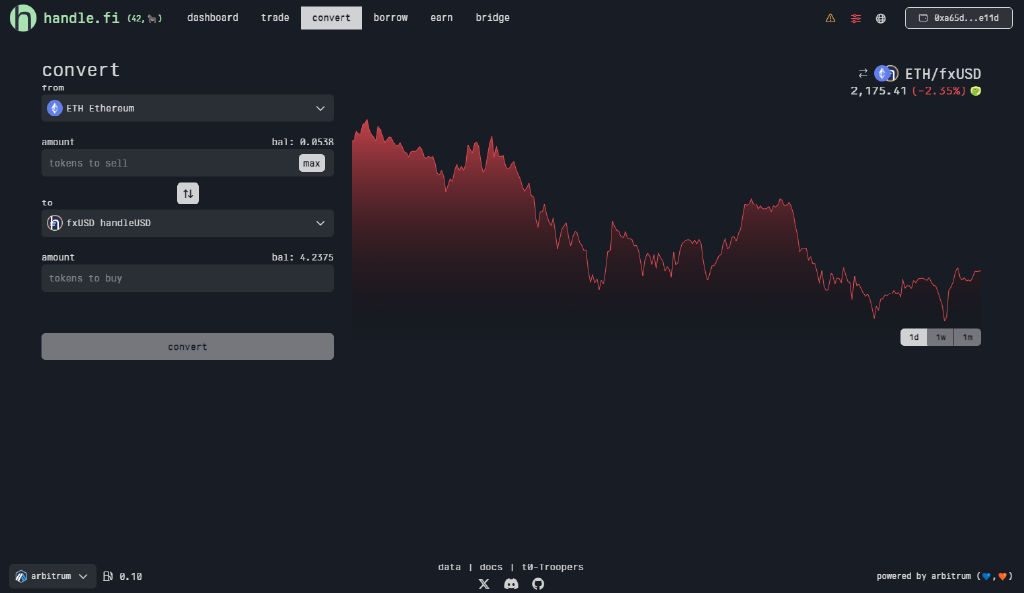 handle.fi (42,🐎) dashboard trade convert borrow earn bridge 0xa65d...e11d
convert
from
ETH Ethereum
amount bal: 0.0538
tokens to sell max
to
fxUSD handleUSD
amount bal: 4.2375
tokens to buy
convert
ETH/fxUSD
2,175.41 (-2.35%)
1d 1w 1m
arbitrum 0.10
data | docs | t0-Troopers
powered by arbitrum (💙,🧡)